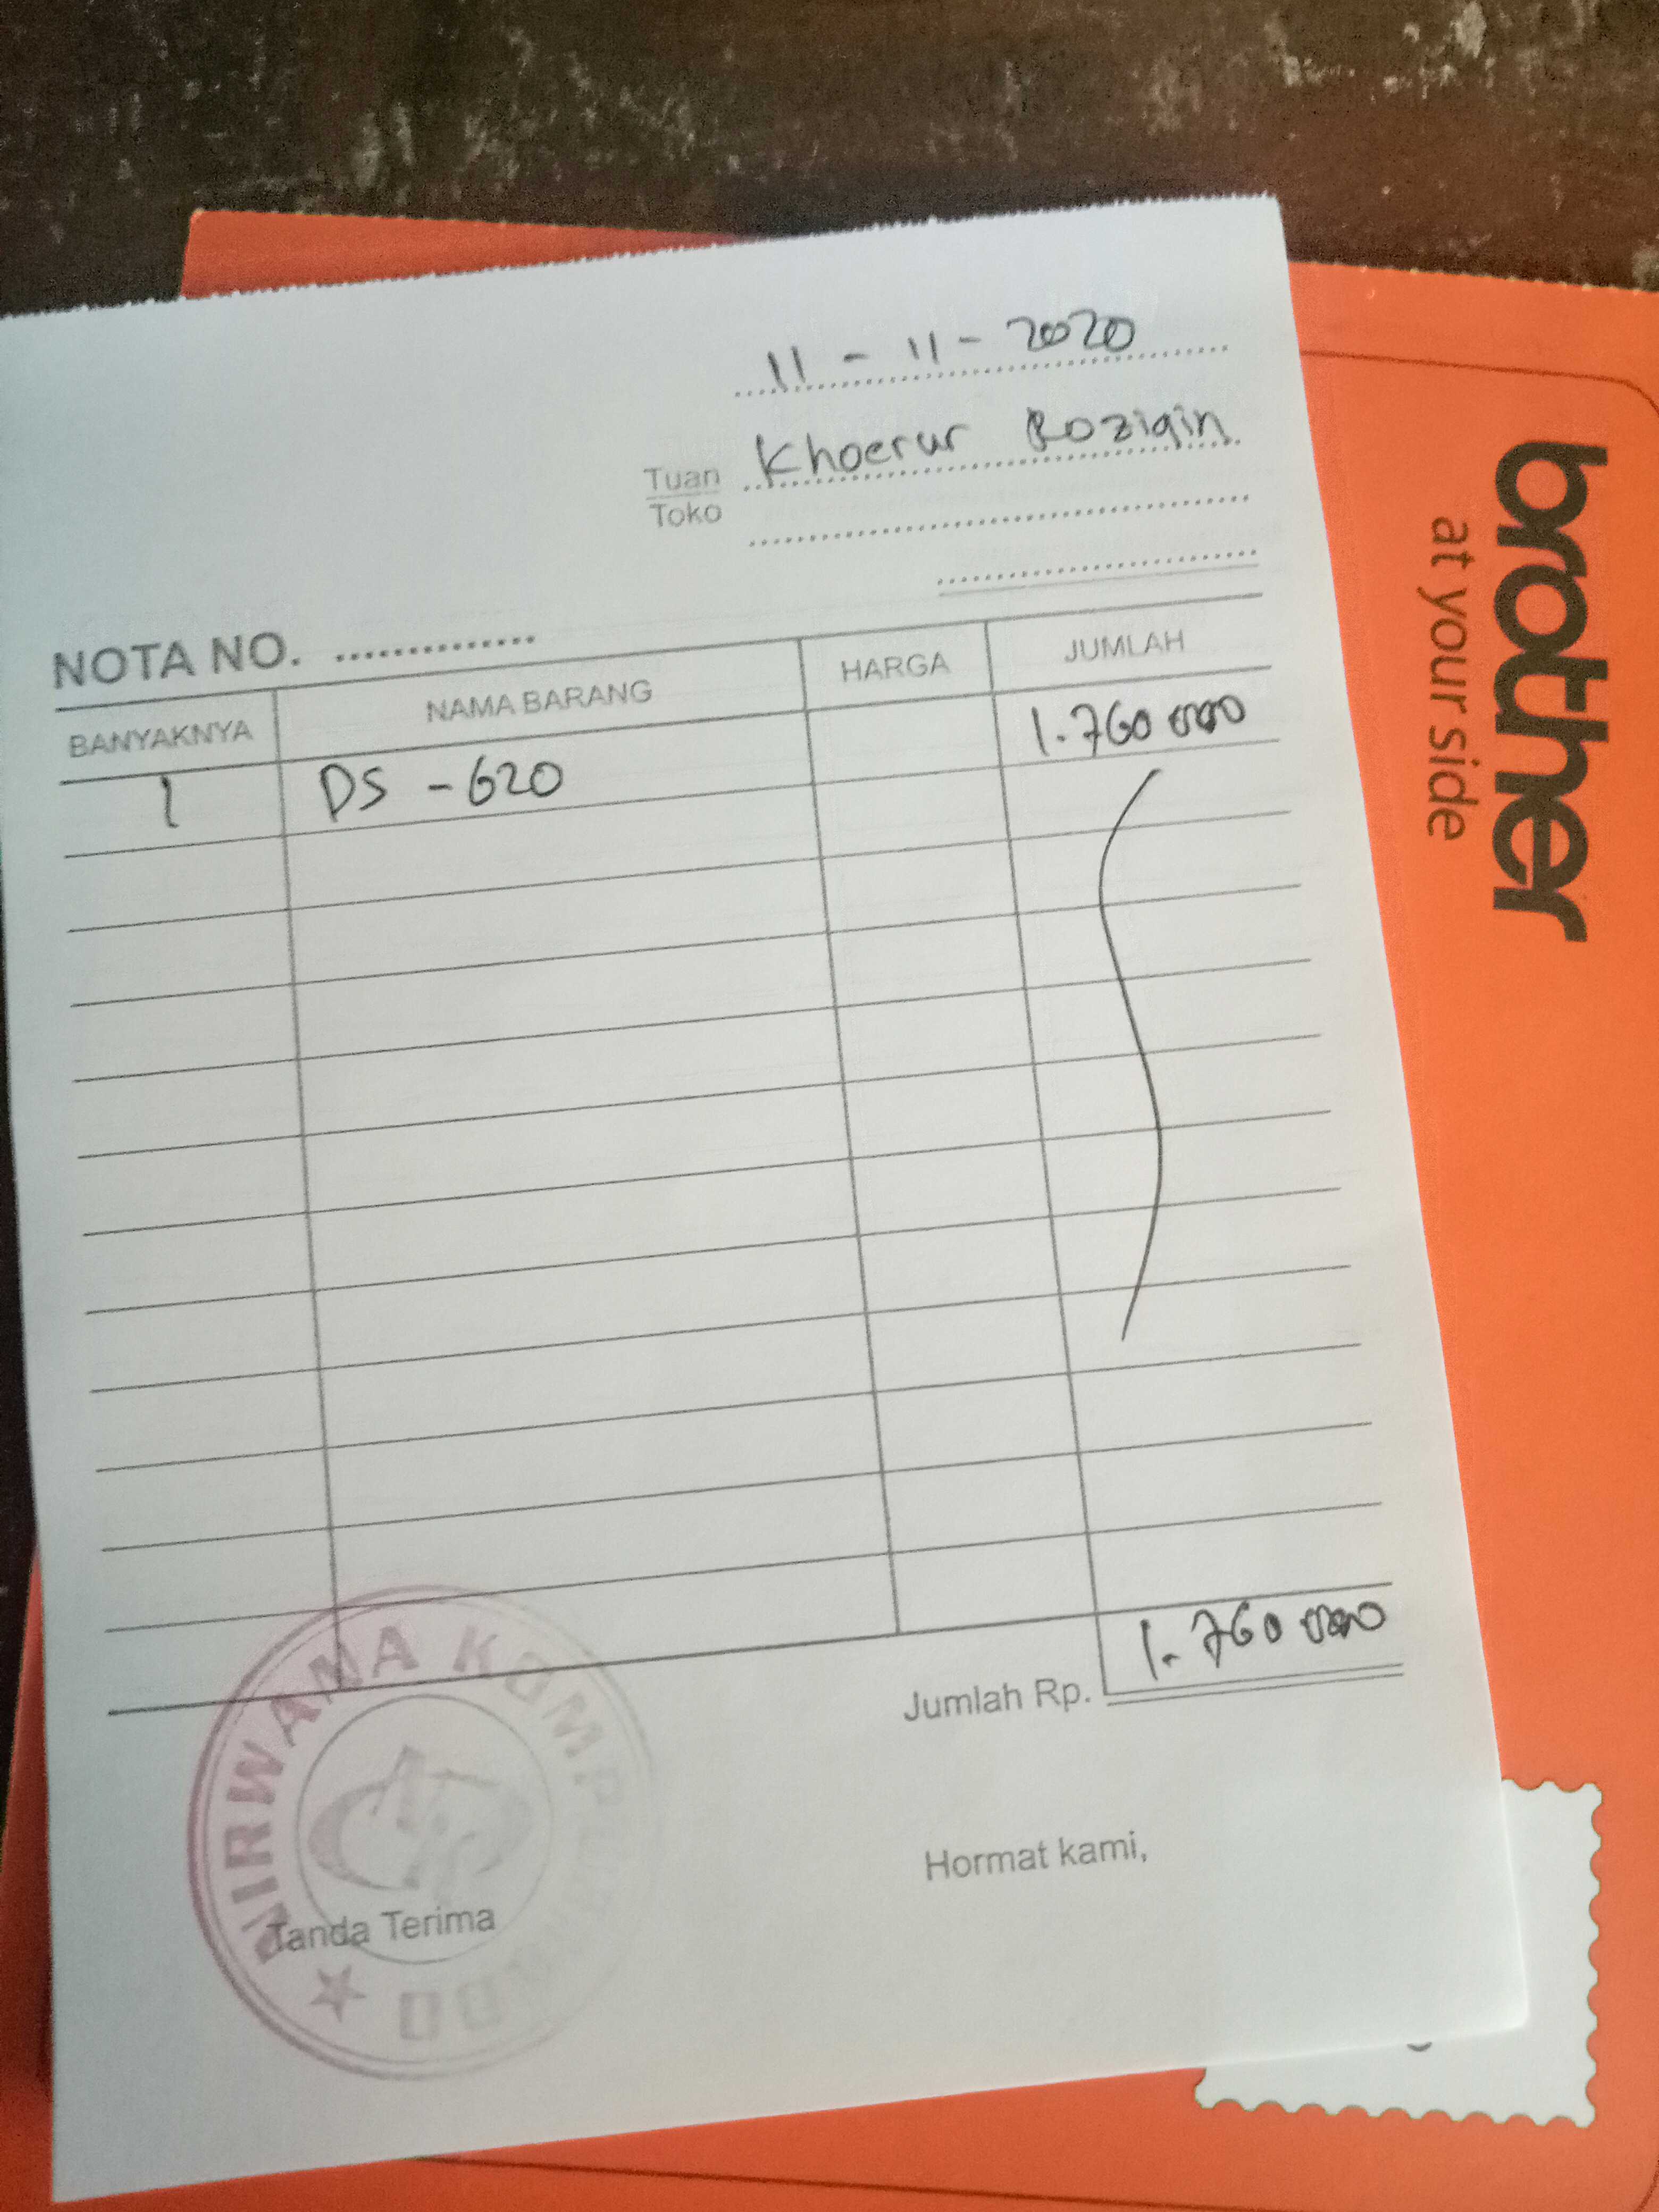 11 - 11 - 2020
Tuan Khoerur Roziqin
Toko
NOTA NO. ..............
BANYAKNYA NAMA BARANG HARGA JUMLAH
1 DS - 620 1.760 000
Jumlah Rp. 1.760 000
Tanda Terima Hormat kami,
NIRWANA
brother
at your side